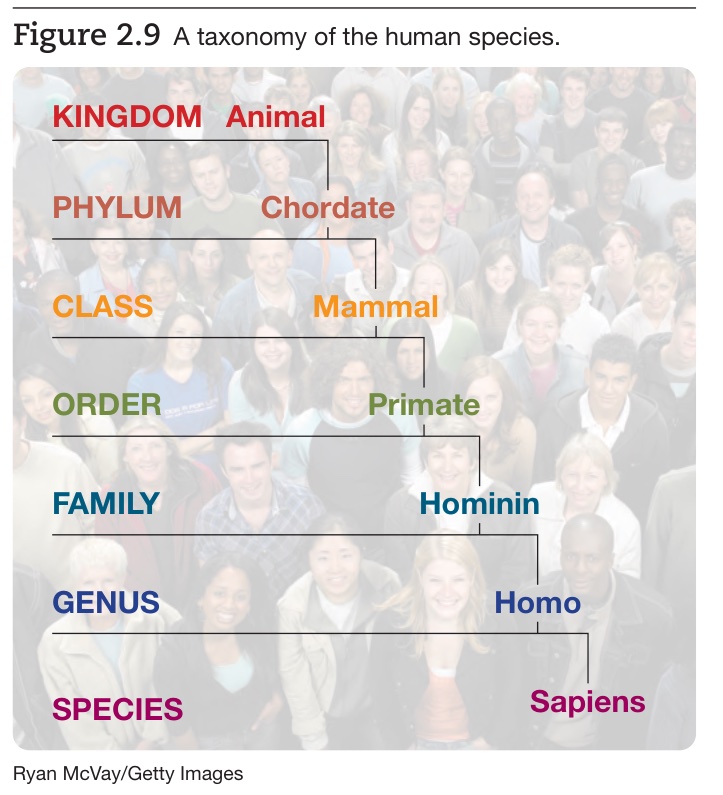 Figure 2.9 A taxonomy of the human species.
KINGDOM Animal
PHYLUM Chordate
CLASS Mammal
ORDER Primate
FAMILY Hominin
GENUS Homo
SPECIES Sapiens
Ryan McVay/Getty Images